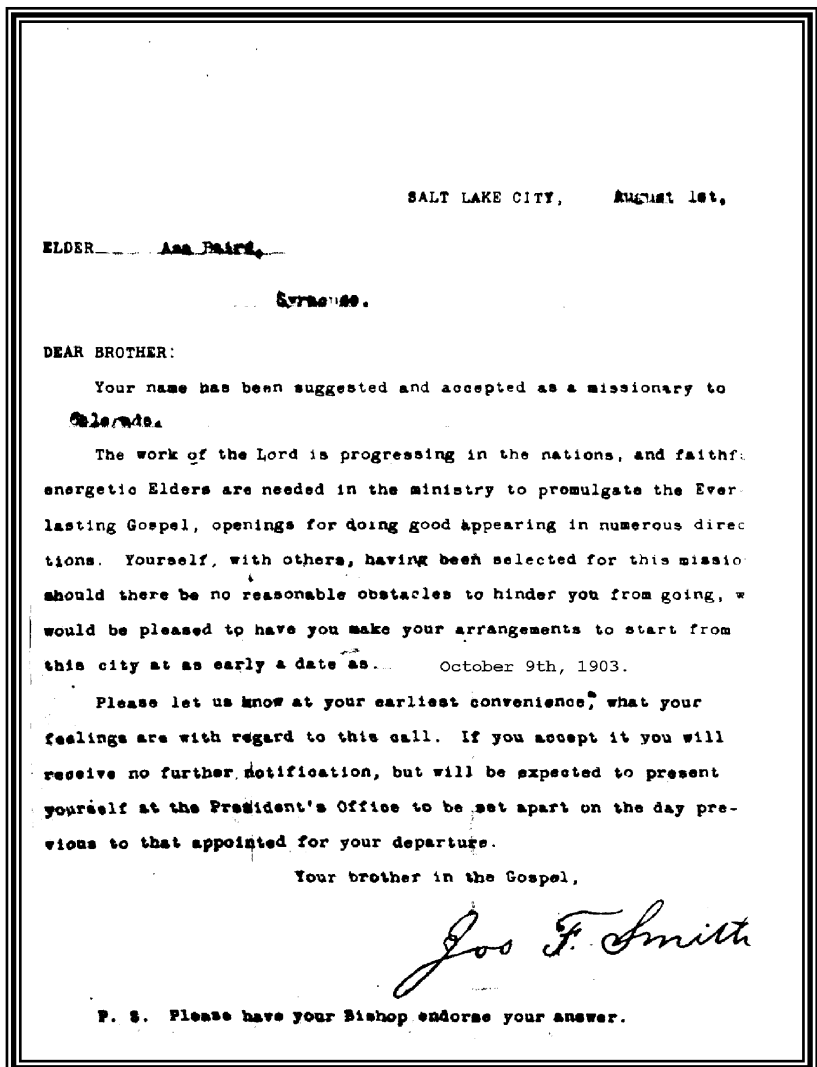 SALT LAKE CITY, August 1st,
ELDER Asa Baird,
Syracuse.
DEAR BROTHER:
Your name has been suggested and accepted as a missionary to
Colorado.
The work of the Lord is progressing in the nations, and faithf
energetic Elders are needed in the ministry to promulgate the Ever
lasting Gospel, openings for doing good appearing in numerous direc
tions. Yourself, with others, having been selected for this missio
should there be no reasonable obstacles to hinder you from going, w
would be pleased to have you make your arrangements to start from
this city at as early a date as October 9th, 1903.
Please let us know at your earliest convenience, what your
feelings are with regard to this call. If you accept it you will
receive no further notification, but will be expected to present
yourself at the President's Office to be set apart on the day pre-
vious to that appointed for your departure.
Your brother in the Gospel,
Jos F. Smith
P. S. Please have your Bishop endorse your answer.